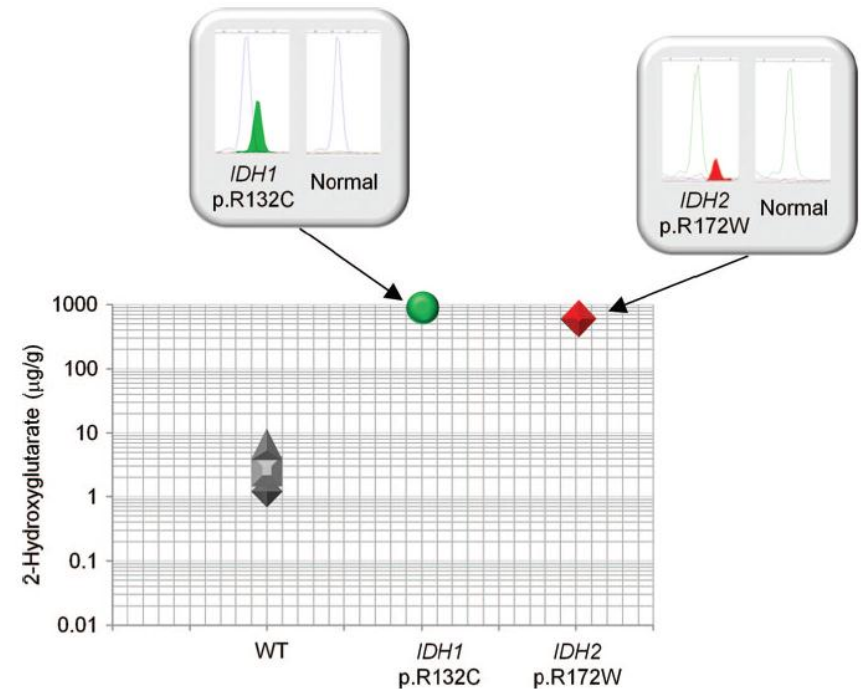 IDH1
p.R132C
Normal
IDH2
p.R172W
Normal
2-Hydroxyglutarate (μg/g)
1000
100
10
1
0.1
0.01
WT
IDH1
p.R132C
IDH2
p.R172W